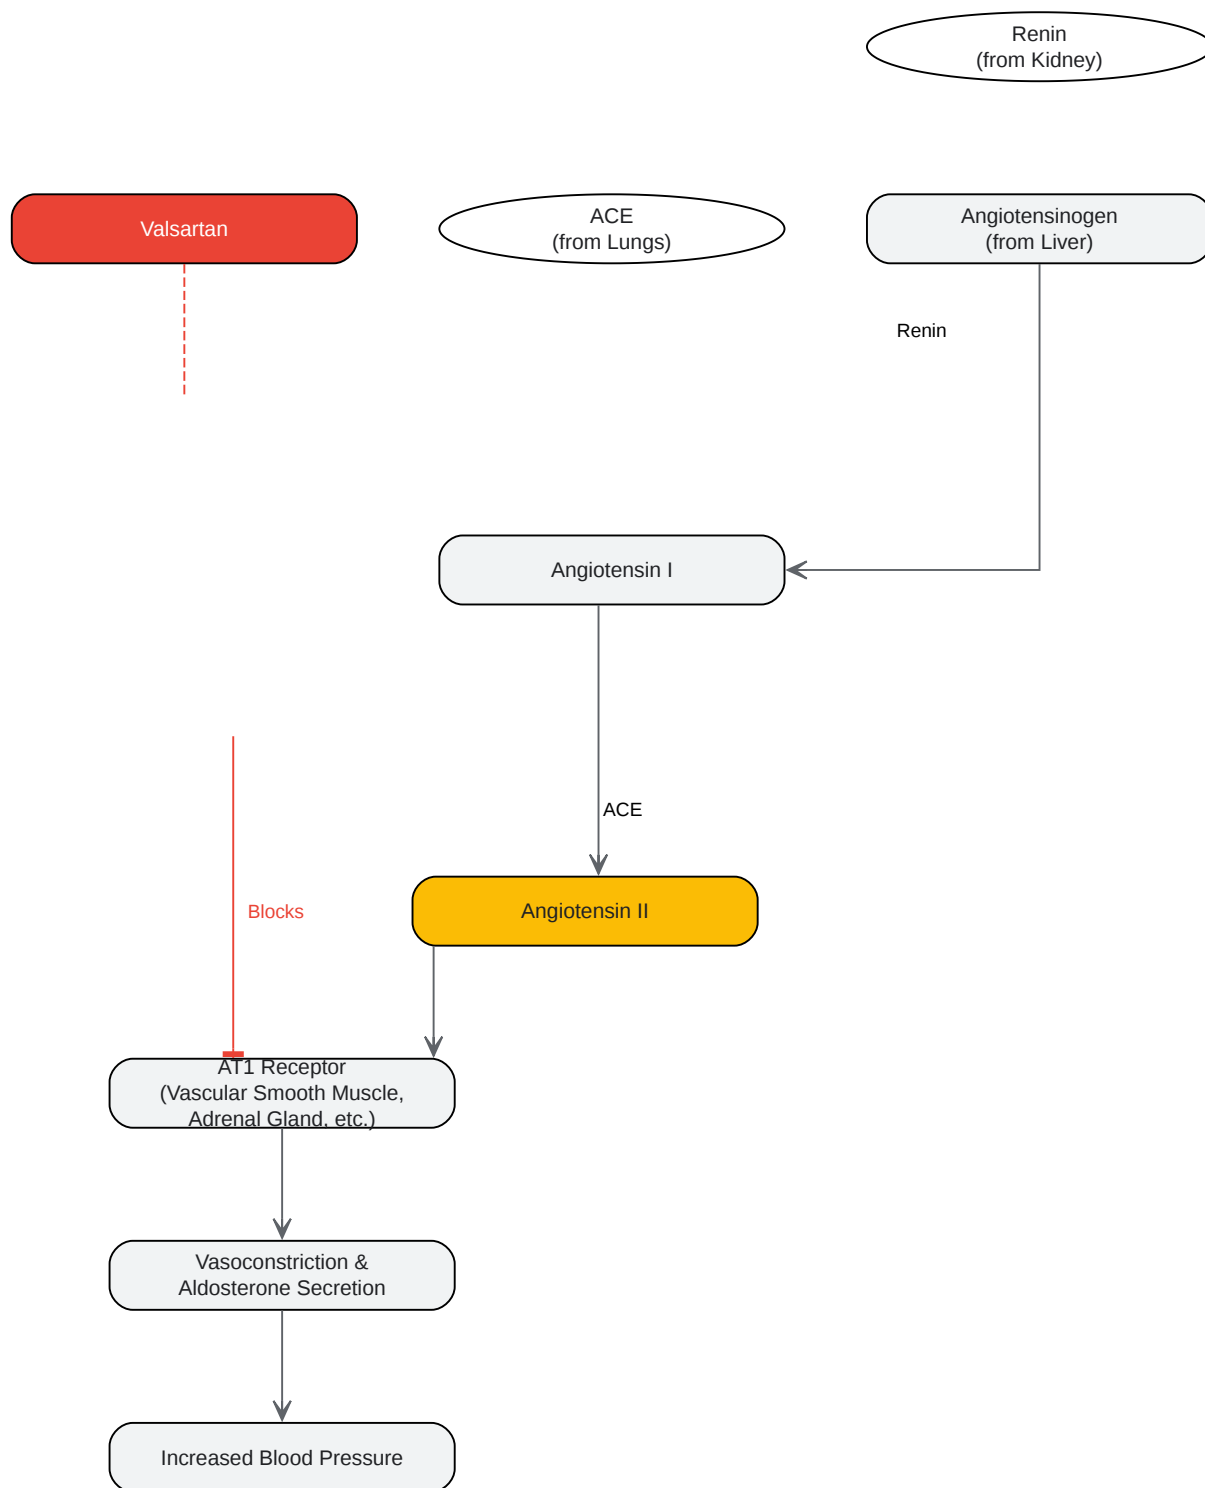 Renin
(from Kidney)
Valsartan
ACE
(from Lungs)
Angiotensinogen
(from Liver)
Renin
Angiotensin I
ACE
Angiotensin II
Blocks
AT1 Receptor
(Vascular Smooth Muscle,
Adrenal Gland, etc.)
Vasoconstriction &
Aldosterone Secretion
Increased Blood Pressure